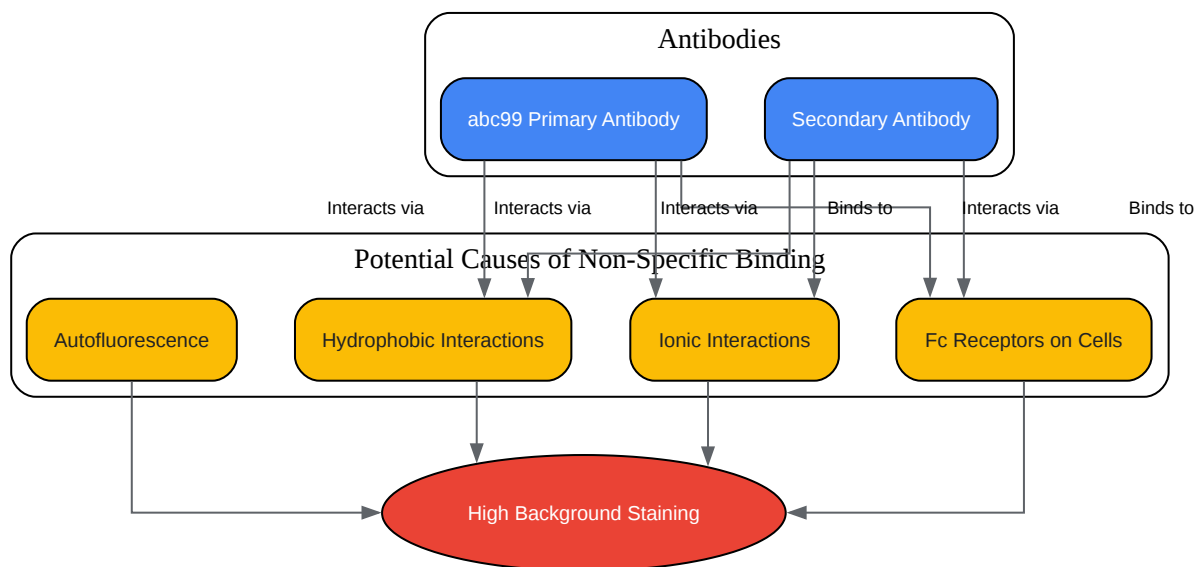 Antibodies
abc99 Primary Antibody
Secondary Antibody
Interacts via
Interacts via
Interacts via
Binds to
Interacts via
Binds to
Potential Causes of Non-Specific Binding
Autofluorescence
Hydrophobic Interactions
Ionic Interactions
Fc Receptors on Cells
High Background Staining